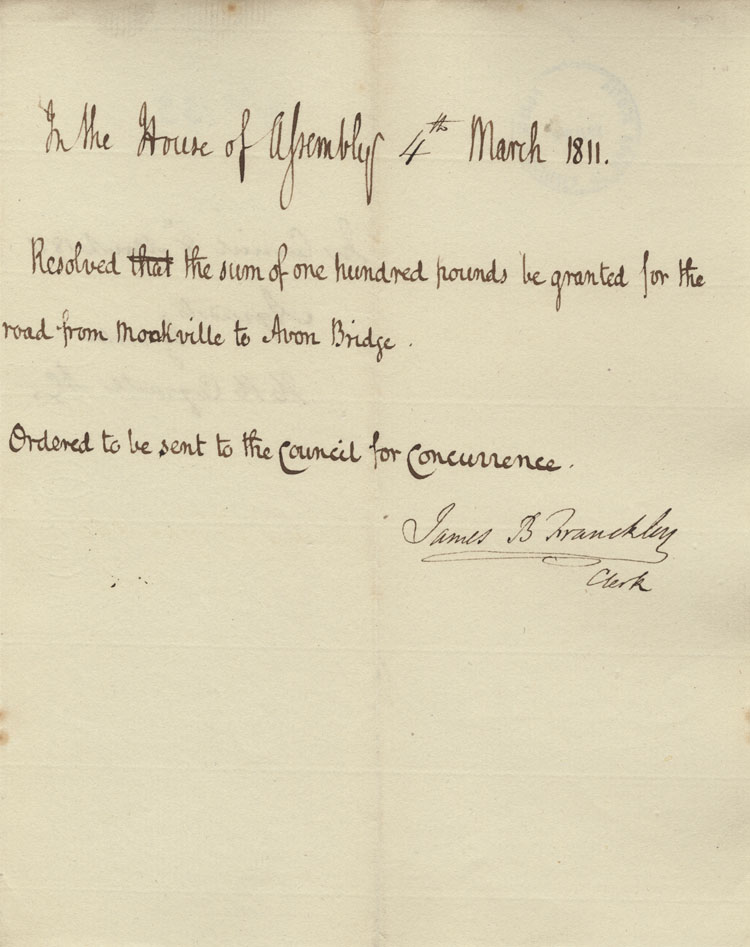 In the House of Assembly 4th March 1811.
Resolved that the sum of one hundred pounds be granted for the
road from Moakville to Avon Bridge.
Ordered to be sent to the Council for Concurrence.
James B Franckley
Clerk